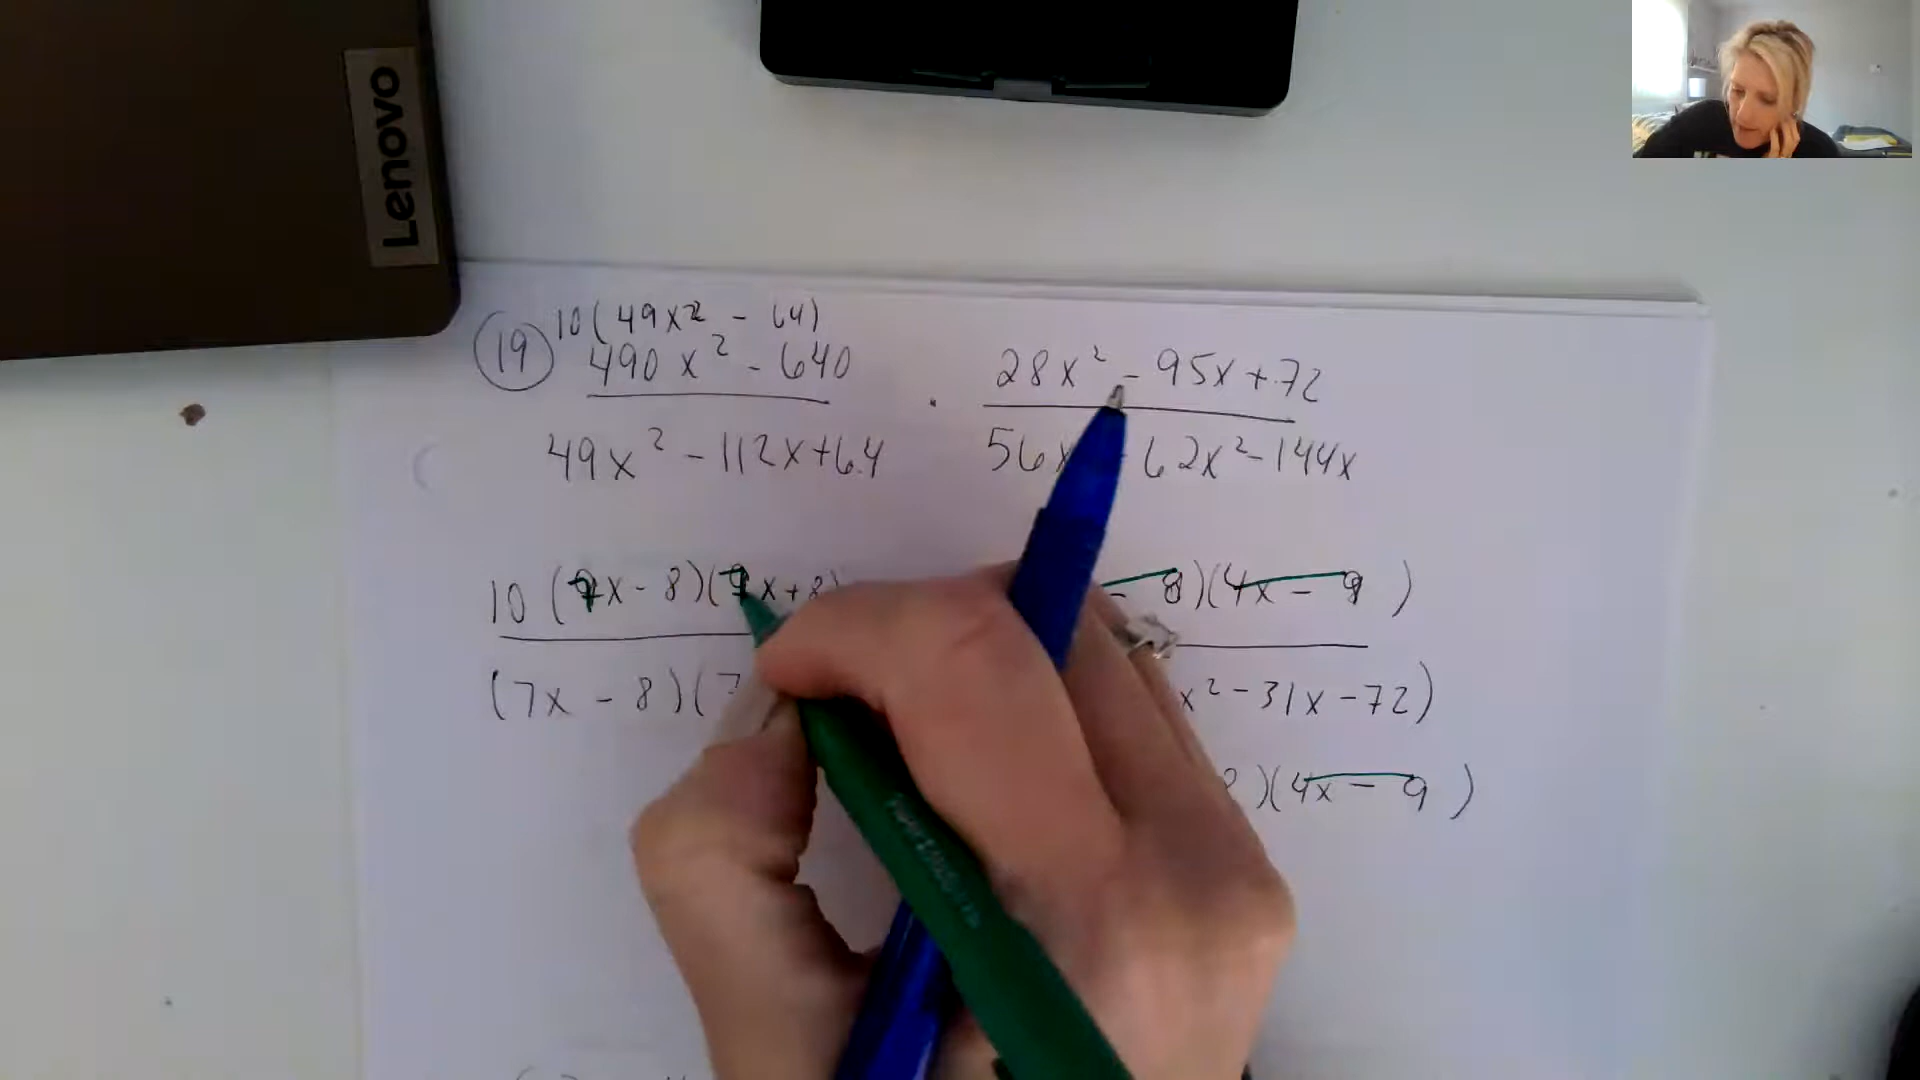 Lenovo
10(49x² - 64)
19 490x² - 640 · 28x² - 95x + 72
49x² - 112x + 64 56x 62x² - 144x
10 (7x - 8)(7x + 8) - 8)(4x - 9)
(7x - 8)(7 x² - 31x - 72)
)(4x - 9)